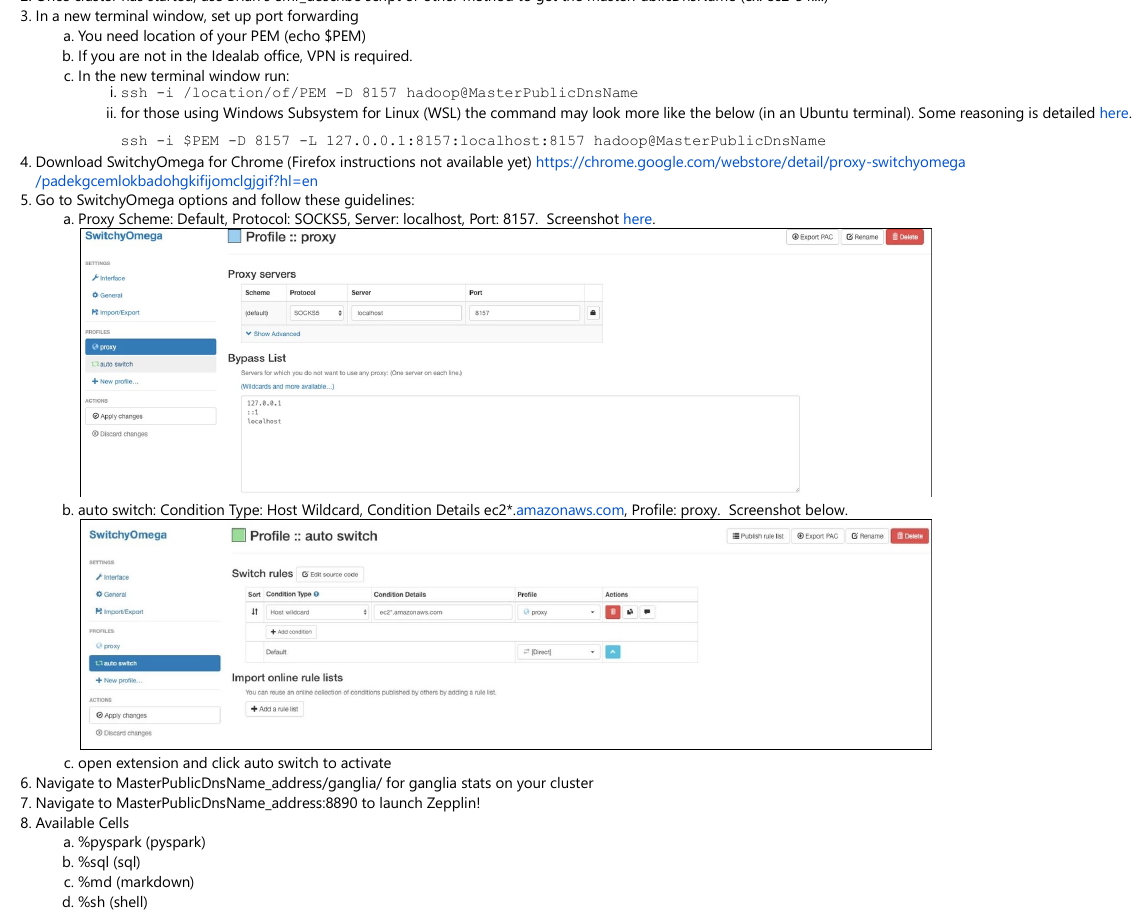 3. In a new terminal window, set up port forwarding
a. You need location of your PEM (echo $PEM)
b. If you are not in the Idealab office, VPN is required.
c. In the new terminal window run:
i. ssh -i /location/of/PEM -D 8157 hadoop@MasterPublicDnsName
ii. for those using Windows Subsystem for Linux (WSL) the command may look more like the below (in an Ubuntu terminal). Some reasoning is detailed here.
ssh -i $PEM -D 8157 -L 127.0.0.1:8157:localhost:8157 hadoop@MasterPublicDnsName
4. Download SwitchyOmega for Chrome (Firefox instructions not available yet) https://chrome.google.com/webstore/detail/proxy-switchyomega
/padekgcemlokbadohgkifijomclgjgif?hl=en
5. Go to SwitchyOmega options and follow these guidelines:
a. Proxy Scheme: Default, Protocol: SOCKS5, Server: localhost, Port: 8157. Screenshot here.
SwitchyOmega
Profile :: proxy
Export PAC Rename Delete
SETTINGS
Interface
General
Import/Export
PROFILES
proxy
auto switch
+ New profile...
ACTIONS
Apply changes
Discard changes
Proxy servers
Scheme Protocol Server Port
(default) SOCKS5 localhost 8157
Show Advanced
Bypass List
Servers for which you do not want to use any proxy: (One server on each line.)
(Wildcards and more available...)
127.0.0.1
::1
localhost
b. auto switch: Condition Type: Host Wildcard, Condition Details ec2*.amazonaws.com, Profile: proxy. Screenshot below.
SwitchyOmega
Profile :: auto switch
Publish rule list Export PAC Rename Delete
SETTINGS
Interface
General
Import/Export
PROFILES
proxy
auto switch
+ New profile...
ACTIONS
Apply changes
Discard changes
Switch rules Edit source code
Sort Condition Type Condition Details Profile Actions
Host wildcard ec2*.amazonaws.com proxy
+ Add condition
Default [Direct]
Import online rule lists
You can reuse an online collection of conditions published by others by adding a rule list.
+ Add a rule list
c. open extension and click auto switch to activate
6. Navigate to MasterPublicDnsName_address/ganglia/ for ganglia stats on your cluster
7. Navigate to MasterPublicDnsName_address:8890 to launch Zepplin!
8. Available Cells
a. %pyspark (pyspark)
b. %sql (sql)
c. %md (markdown)
d. %sh (shell)